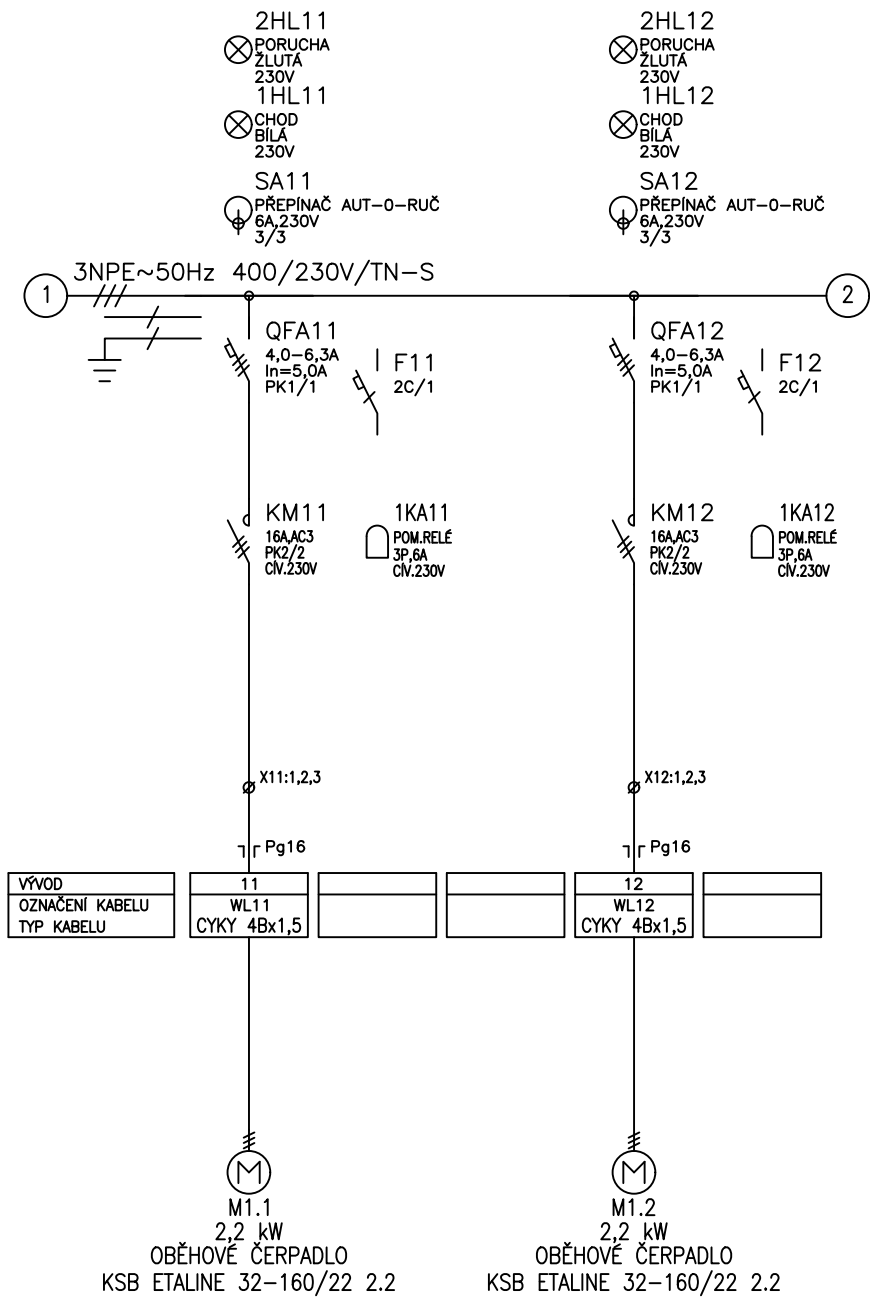 2HL11
PORUCHA
ŽLUTÁ
230V
1HL11
CHOD
BÍLÁ
230V
SA11
PŘEPÍNAČ AUT-0-RUČ
6A,230V
3/3
2HL12
PORUCHA
ŽLUTÁ
230V
1HL12
CHOD
BÍLÁ
230V
SA12
PŘEPÍNAČ AUT-0-RUČ
6A,230V
3/3
3NPE~50Hz 400/230V/TN-S
1
2
QFA11
4,0-6,3A
In=5,0A
PK1/1
F11
2C/1
QFA12
4,0-6,3A
In=5,0A
PK1/1
F12
2C/1
KM11
16A,AC3
PK2/2
CÍV.230V
1KA11
POM.RELÉ
3P,6A
CÍV.230V
KM12
16A,AC3
PK2/2
CÍV.230V
1KA12
POM.RELÉ
3P,6A
CÍV.230V
X11:1,2,3
X12:1,2,3
Pg16
Pg16
VÝVOD 11 12
OZNAČENÍ KABELU WL11 WL12
TYP KABELU CYKY 4Bx1,5 CYKY 4Bx1,5
M
M1.1
2,2 kW
OBĚHOVÉ ČERPADLO
KSB ETALINE 32-160/22 2.2
M
M1.2
2,2 kW
OBĚHOVÉ ČERPADLO
KSB ETALINE 32-160/22 2.2